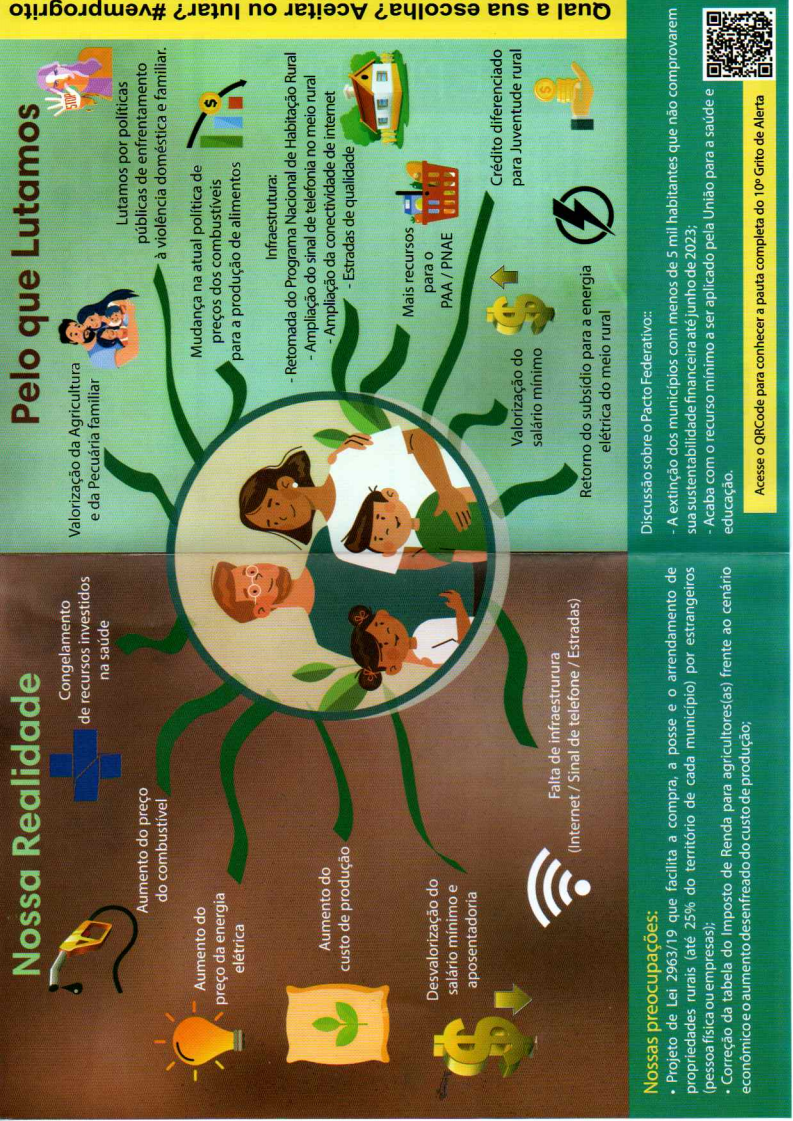 Nossa Realidade
Congelamento
de recursos investidos
na saúde
Aumento do preço
do combustível
Aumento do
preço da energia
elétrica
Aumento do
custo de produção
Desvalorização do
salário mínimo e
aposentadoria
Falta de infraestrurura
(Internet / Sinal de telefone / Estradas)
Pelo que Lutamos
Valorização da Agricultura
e da Pecuária familiar
STOP
Lutamos por políticas
públicas de enfrentamento
à violência doméstica e familiar.
Mudança na atual política de
preços dos combustíveis
para a produção de alimentos
Infraestrutura:
- Retomada do Programa Nacional de Habitação Rural
- Ampliação do sinal de telefonia no meio rural
- Ampliação da conectividade de internet
- Estradas de qualidade
Mais recursos
para o
PAA / PNAE
Crédito diferenciado
para Juventude rural
Valorização do
salário mínimo
Retorno do subsídio para a energia
elétrica do meio rural
Nossas preocupações:
• Projeto de Lei 2963/19 que facilita a compra, a posse e o arrendamento de
propriedades rurais (até 25% do território de cada município) por estrangeiros
(pessoa física ou empresas);
• Correção da tabela do Imposto de Renda para agricultores(as) frente ao cenário
econômico e o aumento desenfreado do custo de produção;
Discussão sobre o Pacto Federativo::
- A extinção dos municípios com menos de 5 mil habitantes que não comprovarem
sua sustentabilidade financeira até junho de 2023;
- Acaba com o recurso mínimo a ser aplicado pela União para a saúde e
educação.
Acesse o QRCode para conhecer a pauta completa do 10º Grito de Alerta
Qual a sua escolha? Aceitar ou lutar? #vemprogrito